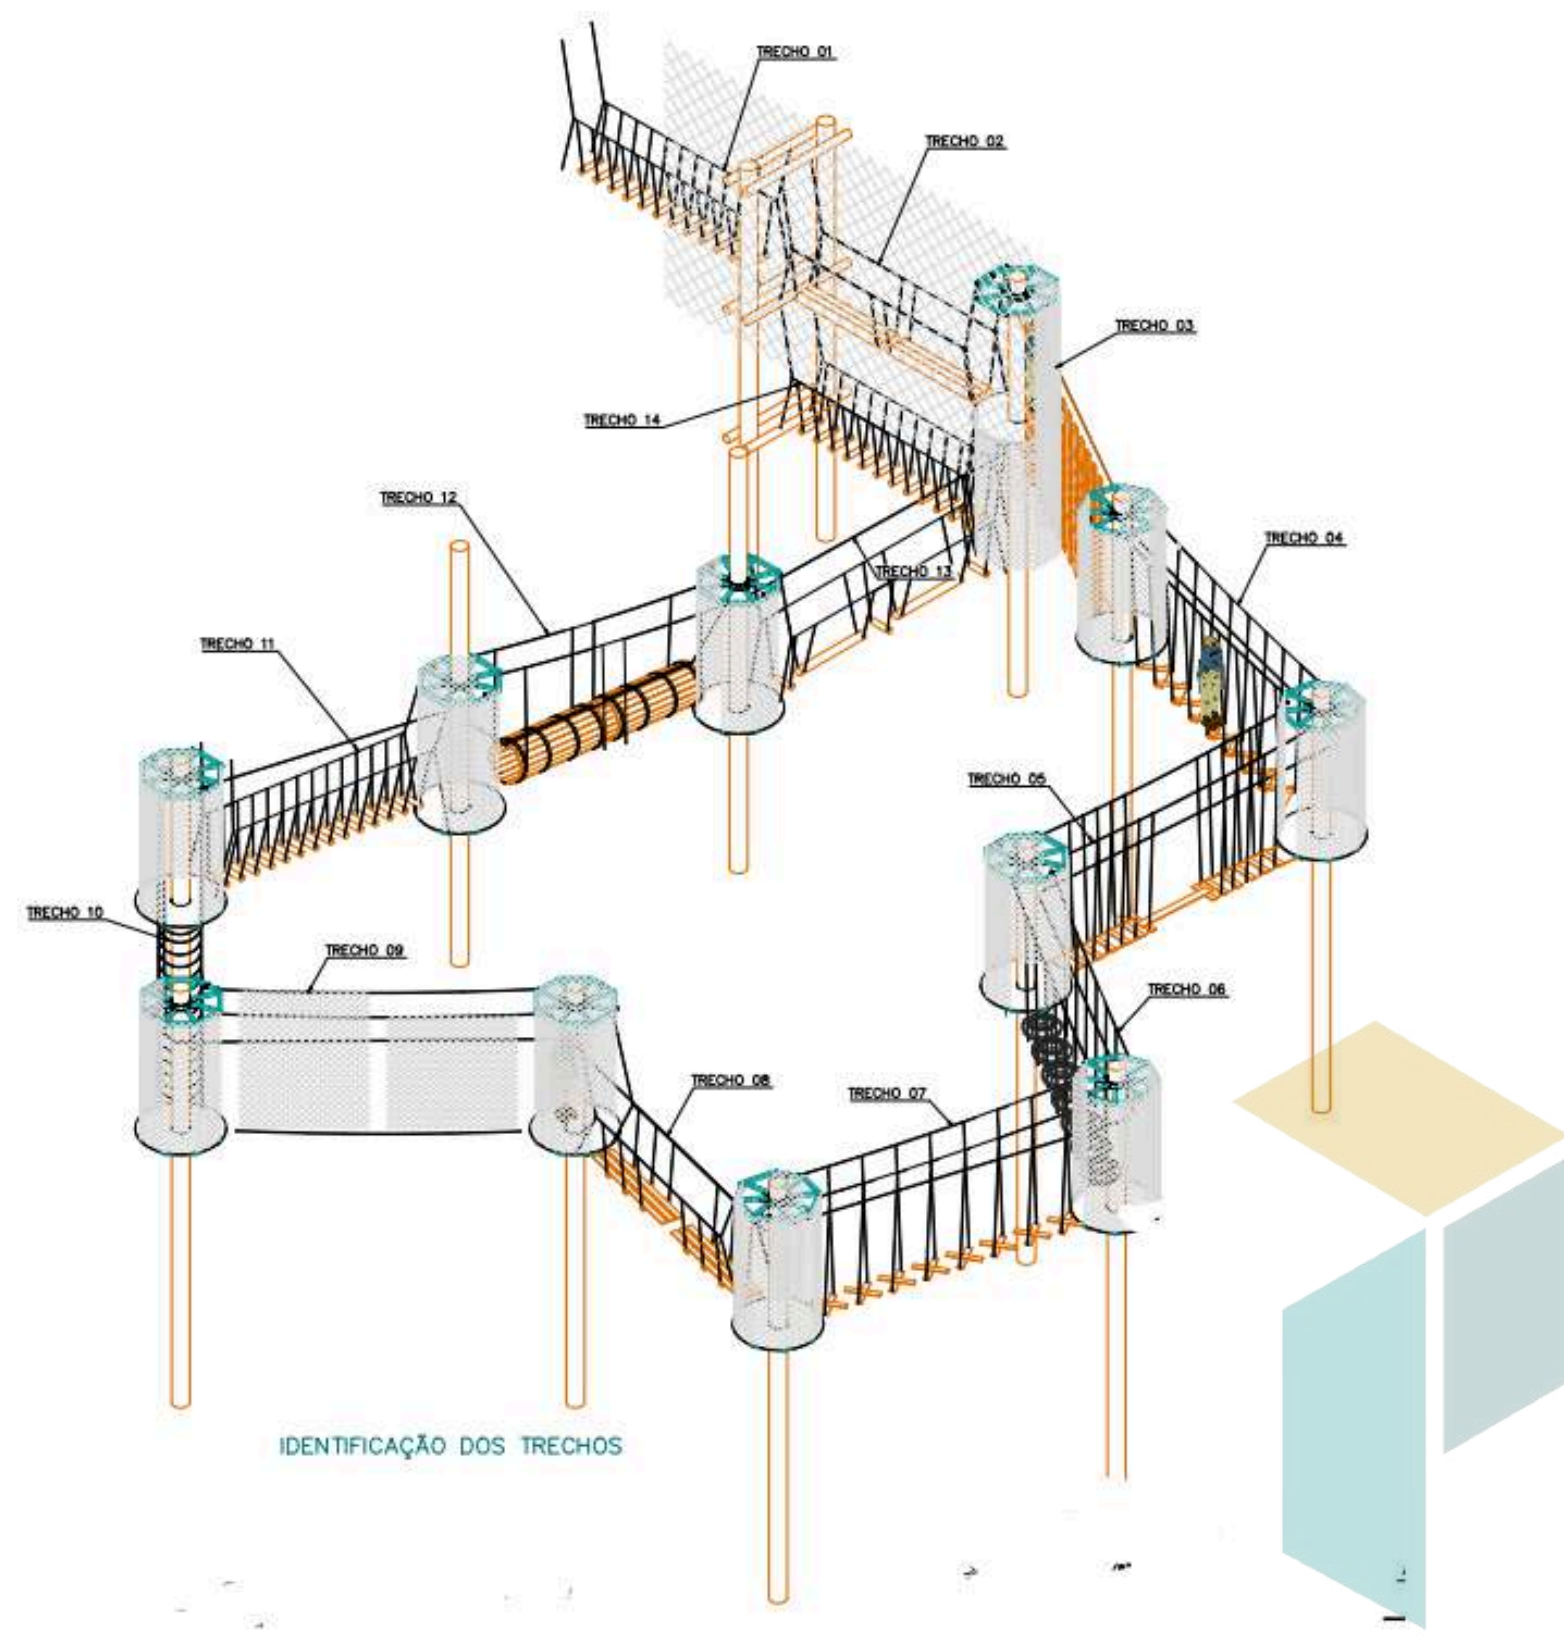 TRECHO 01
TRECHO 02
TRECHO 03
TRECHO 14
TRECHO 12
TRECHO 04
TRECHO 13
TRECHO 11
TRECHO 05
TRECHO 10
TRECHO 09
TRECHO 06
TRECHO 08
TRECHO 07
IDENTIFICAÇÃO DOS TRECHOS